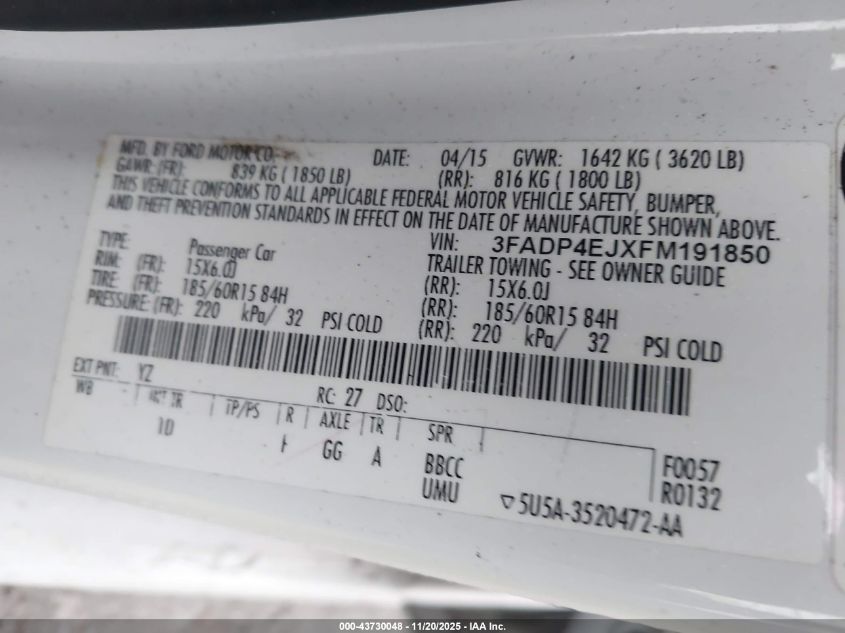 MFD. BY FORD MOTOR CO. DATE: 04/15 GVWR: 1642 KG ( 3620 LB)
GAWR: (FR): 839 KG ( 1850 LB) (RR): 816 KG ( 1800 LB)
THIS VEHICLE CONFORMS TO ALL APPLICABLE FEDERAL MOTOR VEHICLE SAFETY, BUMPER,
AND THEFT PREVENTION STANDARDS IN EFFECT ON THE DATE OF MANUFACTURE SHOWN ABOVE.
VIN: 3FADP4EJXFM191850
TYPE: Passenger Car TRAILER TOWING - SEE OWNER GUIDE
RIM: (FR): 15X6.0J (RR): 15X6.0J
TIRE: (FR): 185/60R15 84H (RR): 185/60R15 84H
PRESSURE: (FR): 220 kPa/ 32 PSI COLD (RR): 220 kPa/ 32 PSI COLD
EXT PNT: YZ RC: 27 DSO:
WB INT TR TP/PS R AXLE TR SPR
1D GG A BBCC F0057
UMU R0132
5U5A-3520472-AA
000-43730048 - 11/20/2025 - IAA Inc.